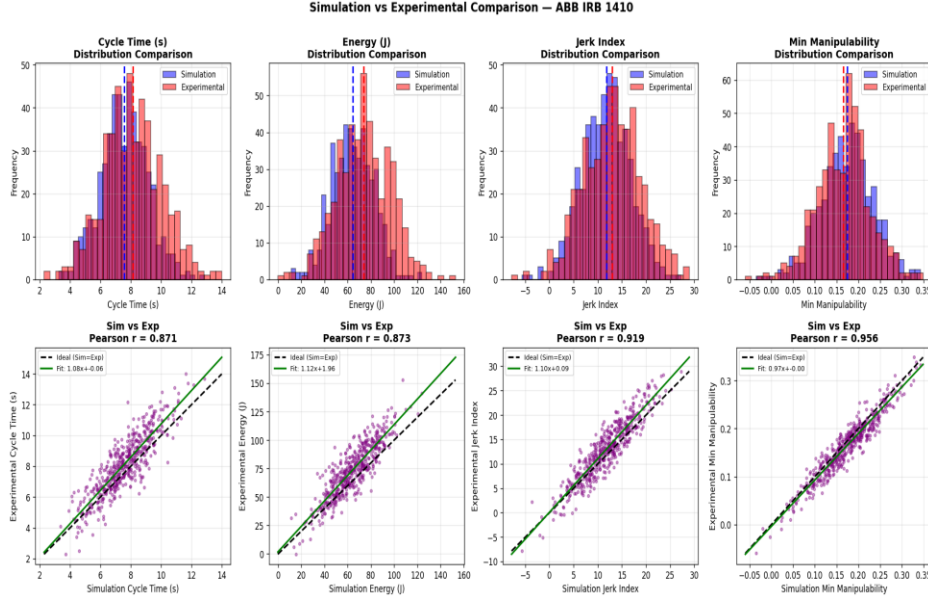 Simulation vs Experimental Comparison — ABB IRB 1410
Cycle Time (s)
Distribution Comparison
Energy (J)
Distribution Comparison
Jerk Index
Distribution Comparison
Min Manipulability
Distribution Comparison
Simulation
Experimental
Simulation
Experimental
Simulation
Experimental
Simulation
Experimental
Frequency
50
40
30
20
10
0
2 4 6 8 10 12 14
Cycle Time (s)
Frequency
50
40
30
20
10
0
0 20 40 60 80 100 120 140 160
Energy (J)
Frequency
50
40
30
20
10
0
−5 0 5 10 15 20 25 30
Jerk Index
Frequency
60
50
40
30
20
10
0
−0.05 0.00 0.05 0.10 0.15 0.20 0.25 0.30 0.35
Min Manipulability
Sim vs Exp
Pearson r = 0.871
Sim vs Exp
Pearson r = 0.873
Sim vs Exp
Pearson r = 0.919
Sim vs Exp
Pearson r = 0.956
Ideal (Sim=Exp)
Fit: 1.08x+-0.06
Ideal (Sim=Exp)
Fit: 1.12x+1.96
Ideal (Sim=Exp)
Fit: 1.10x+0.09
Ideal (Sim=Exp)
Fit: 0.97x+-0.00
Experimental Cycle Time (s)
14
12
10
8
6
4
2
2 4 6 8 10 12 14
Simulation Cycle Time (s)
Experimental Energy (J)
175
150
125
100
75
50
25
0
0 20 40 60 80 100 120 140 160
Simulation Energy (J)
Experimental Jerk Index
30
25
20
15
10
5
0
−5
−10
−5 0 5 10 15 20 25 30
Simulation Jerk Index
Experimental Min Manipulability
0.3
0.2
0.1
0.0
−0.05 0.00 0.05 0.10 0.15 0.20 0.25 0.30 0.35
Simulation Min Manipulability